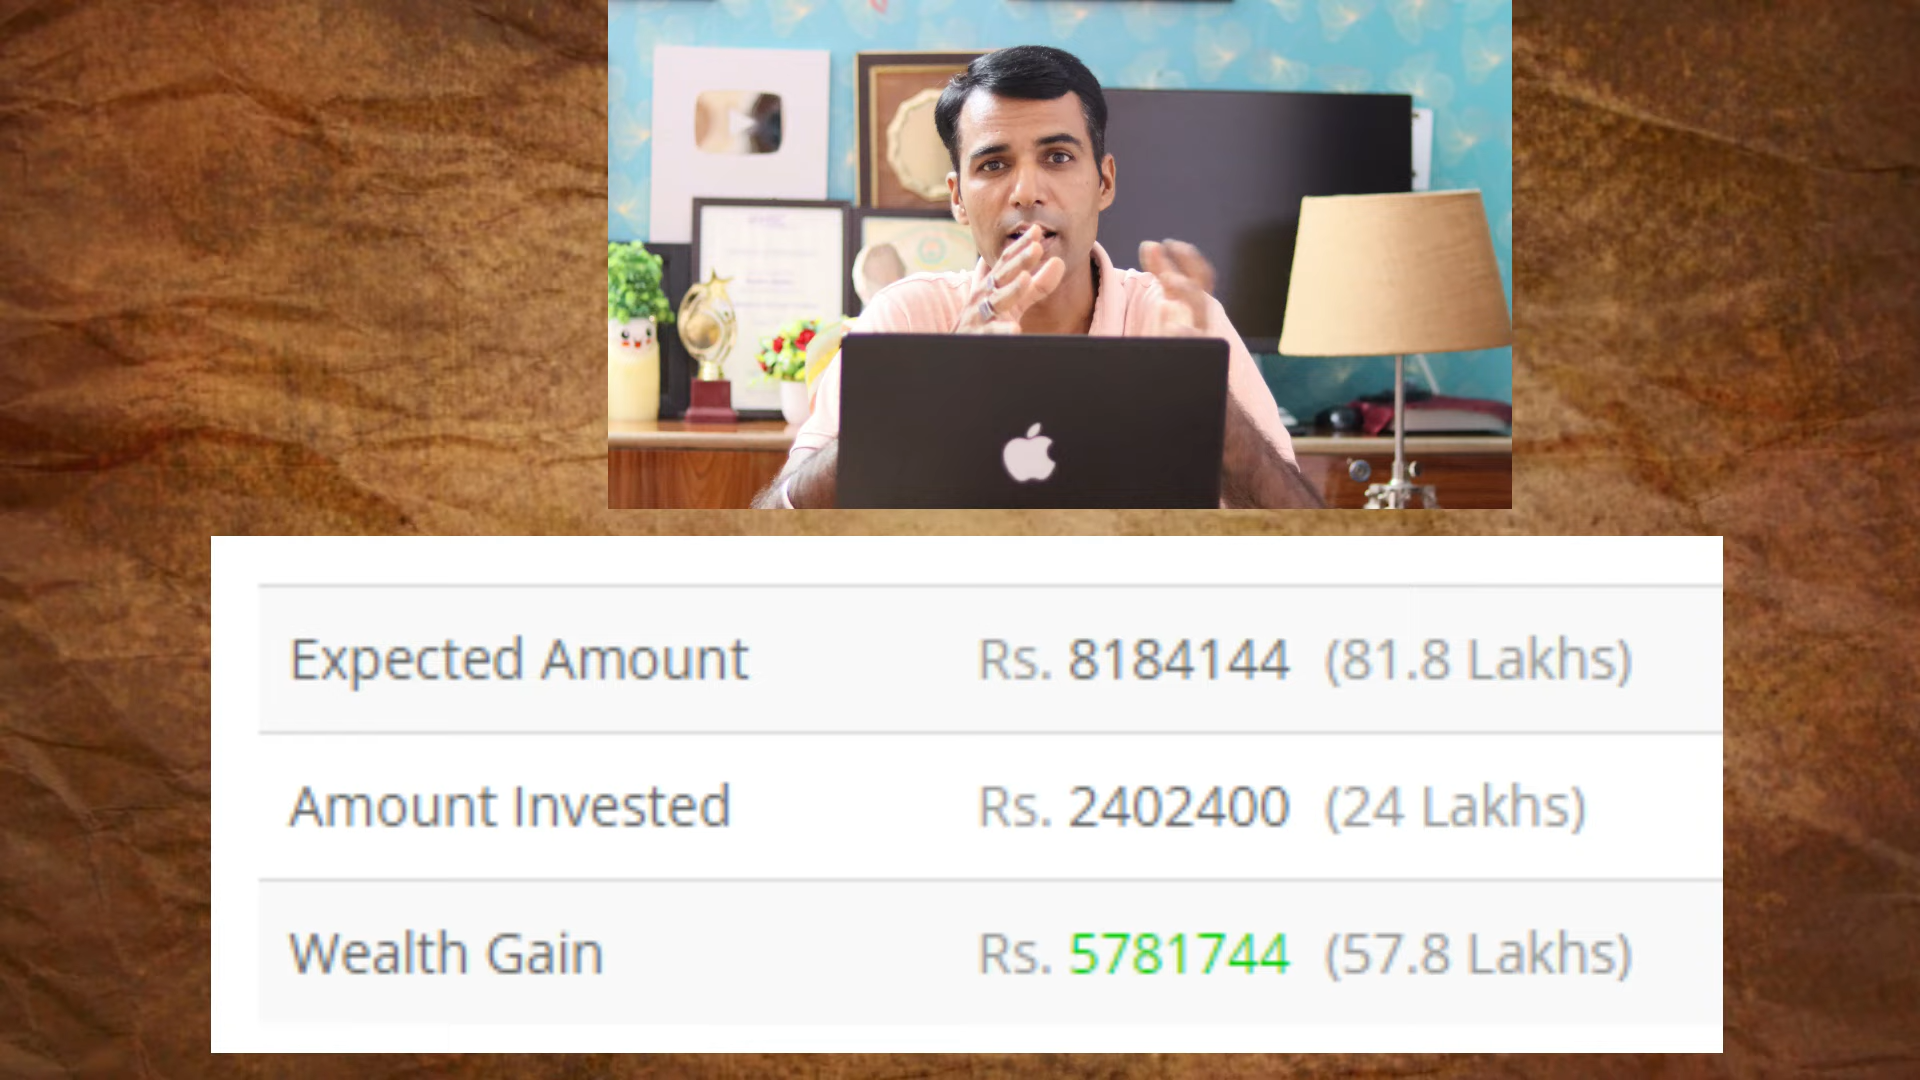 Expected Amount Rs. 8184144 (81.8 Lakhs)
Amount Invested Rs. 2402400 (24 Lakhs)
Wealth Gain Rs. 5781744 (57.8 Lakhs)